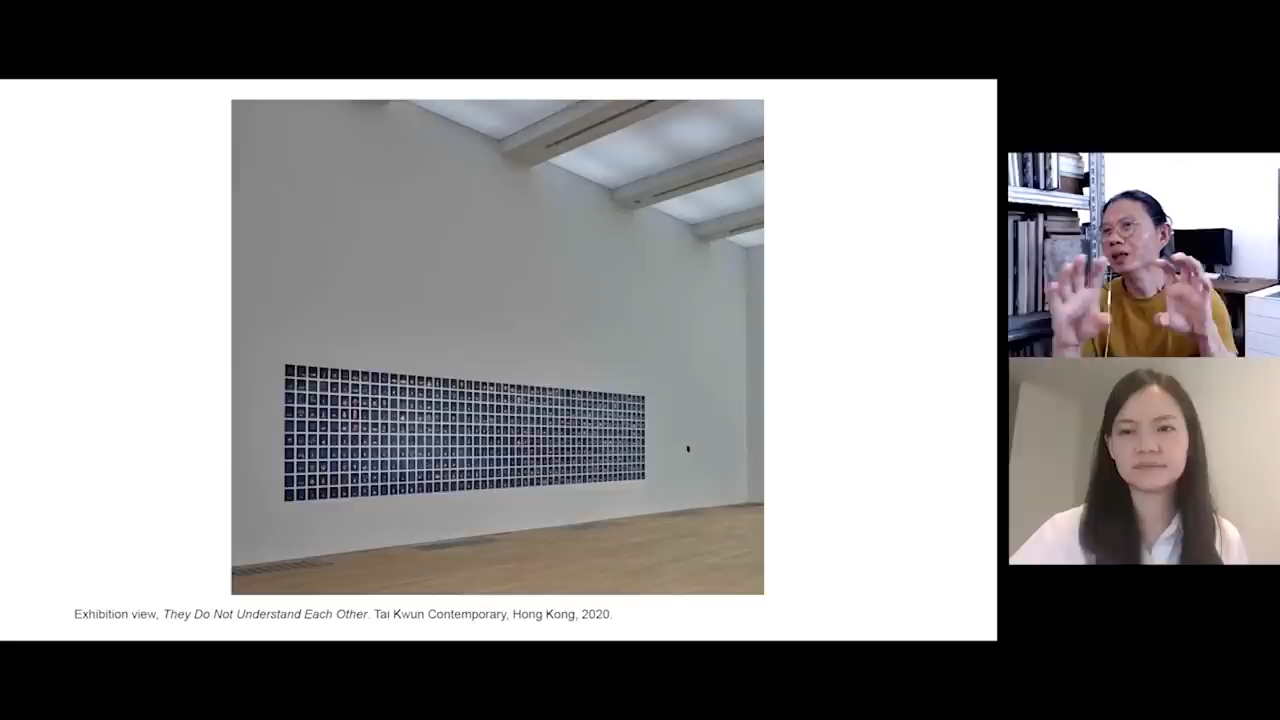 Exhibition view, They Do Not Understand Each Other. Tai Kwun Contemporary, Hong Kong, 2020.